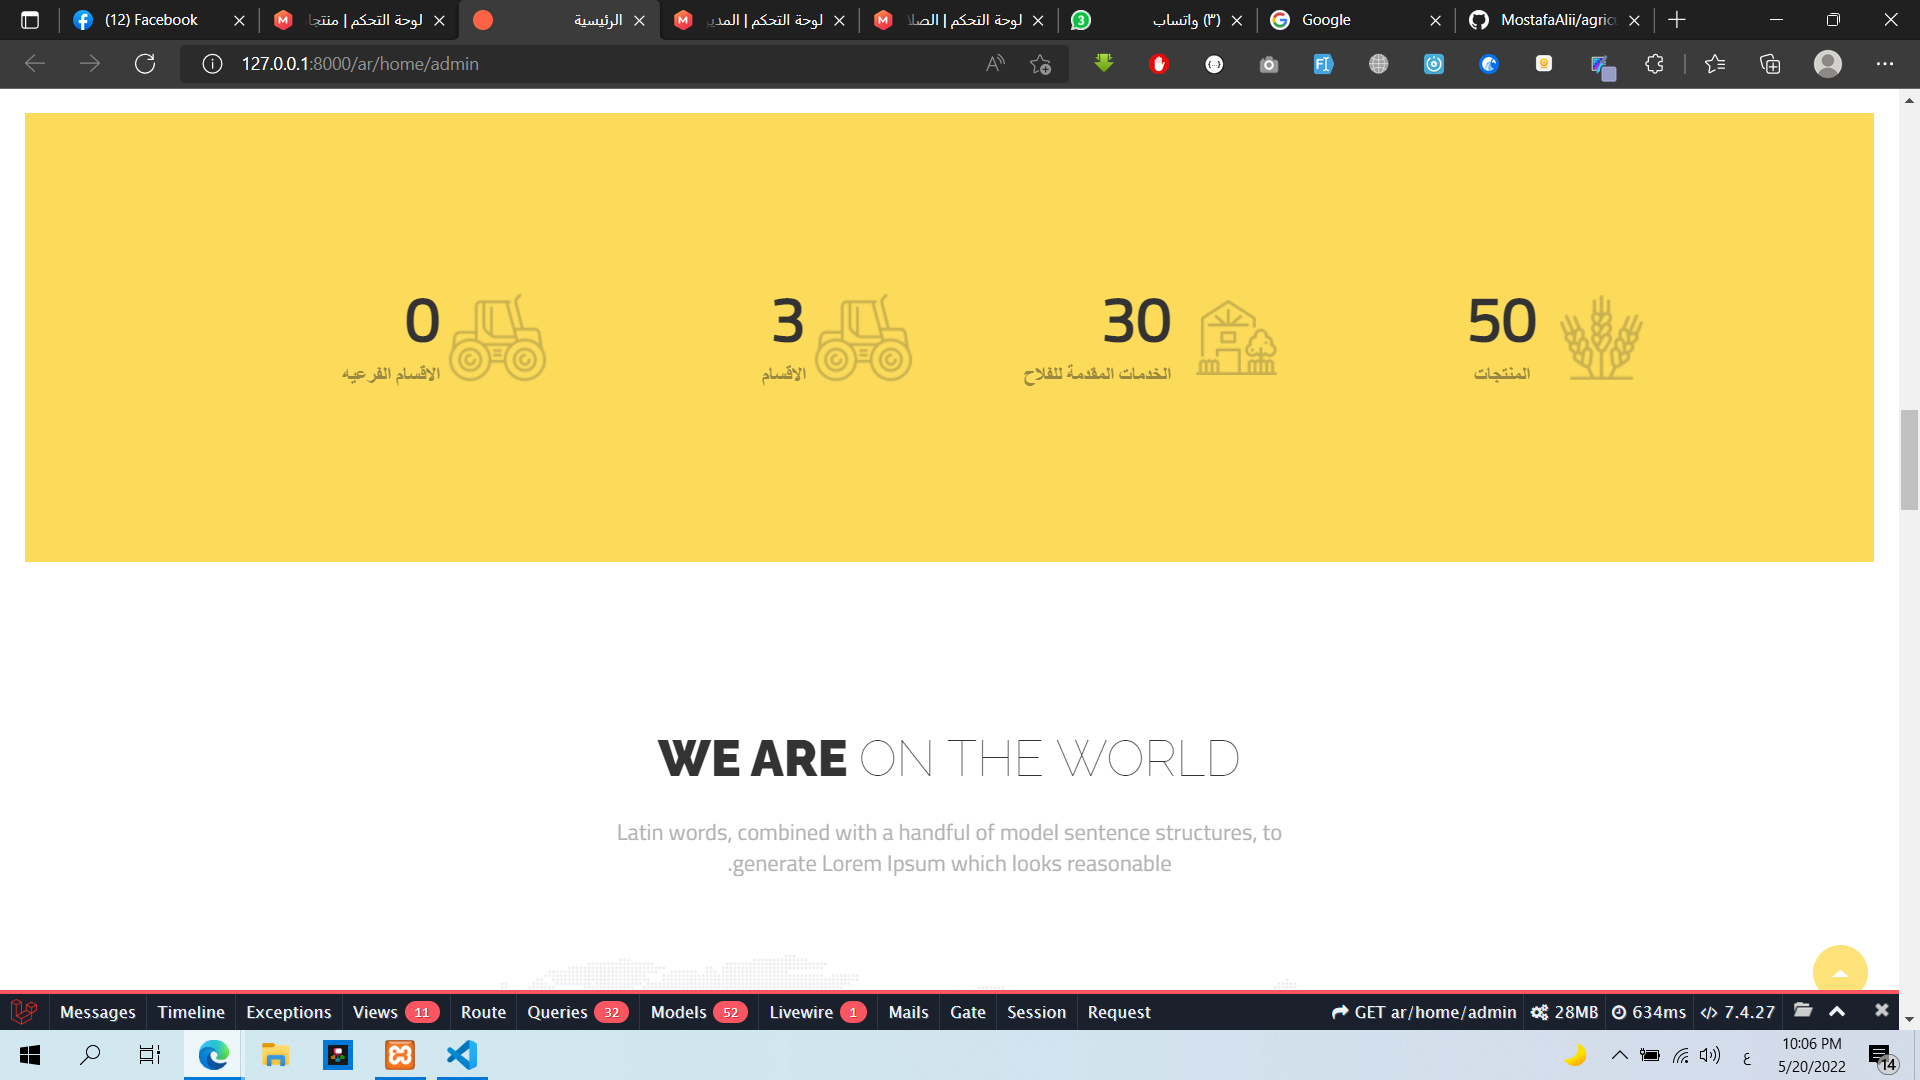 (12) Facebook
لوحة التحكم | منتجا
الرئيسية
لوحة التحكم | المدير
لوحة التحكم | الصلا
(٣) واتساب
Google
MostafaAlii/agricu
127.0.0.1:8000/ar/home/admin
50
المنتجات
30
الخدمات المقدمة للفلاح
3
الاقسام
0
الاقسام الفرعيه
WE ARE ON THE WORLD
Latin words, combined with a handful of model sentence structures, to
generate Lorem Ipsum which looks reasonable.
Messages Timeline Exceptions Views 11 Route Queries 32 Models 52 Livewire 1 Mails Gate Session Request GET ar/home/admin 28MB 634ms 7.4.27
ع
10:06 PM
5/20/2022
14